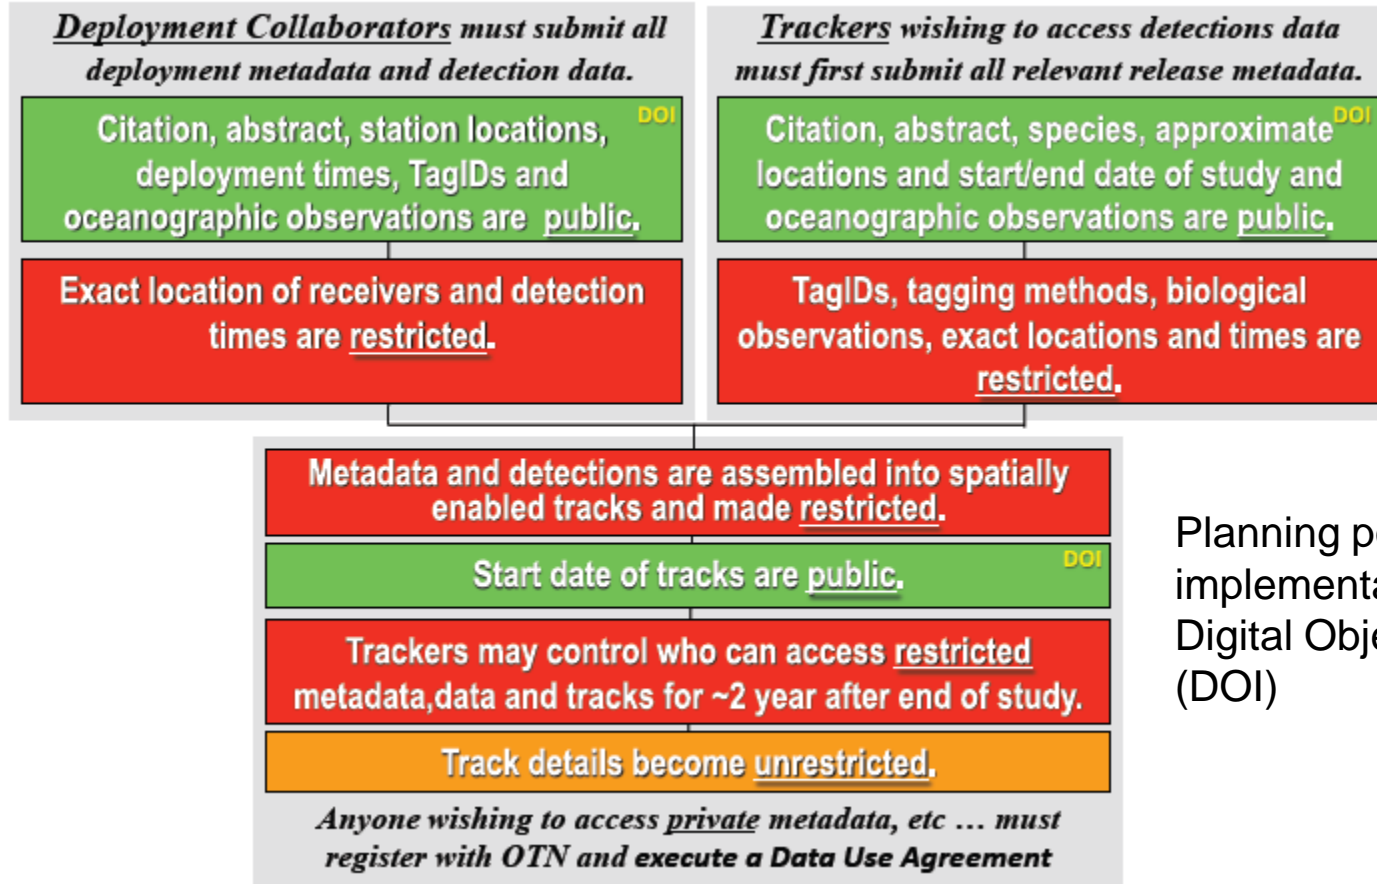 Deployment Collaborators must submit all
deployment metadata and detection data.
DOI
Citation, abstract, station locations,
deployment times, TagIDs and
oceanographic observations are public.
Exact location of receivers and detection
times are restricted.
Trackers wishing to access detections data
must first submit all relevant release metadata.
DOI
Citation, abstract, species, approximate
locations and start/end date of study and
oceanographic observations are public.
TagIDs, tagging methods, biological
observations, exact locations and times are
restricted.
Metadata and detections are assembled into spatially
enabled tracks and made restricted.
Start date of tracks are public.
DOI
Trackers may control who can access restricted
metadata,data and tracks for ~2 year after end of study.
Track details become unrestricted.
Anyone wishing to access private metadata, etc ... must
register with OTN and execute a Data Use Agreement
Planning
Digital
(DOI)